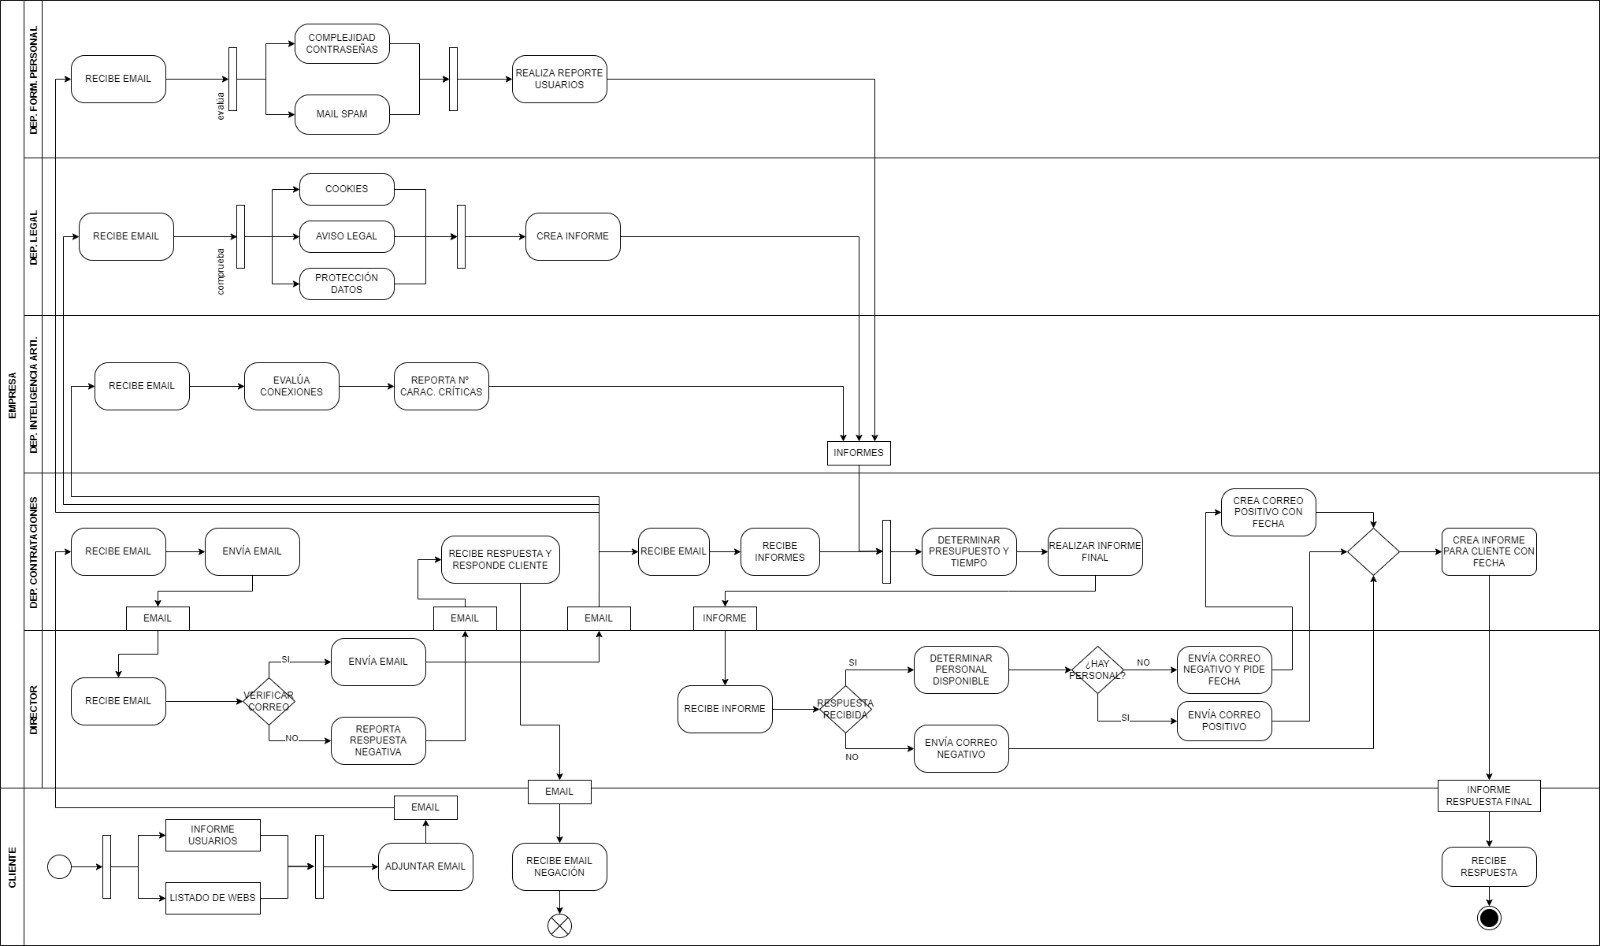 EMPRESA
DEP. FORM. PERSONAL
RECIBE EMAIL
evalúa
COMPLEJIDAD
CONTRASEÑAS
MAIL SPAM
REALIZA REPORTE
USUARIOS
DEP. LEGAL
RECIBE EMAIL
comprueba
COOKIES
AVISO LEGAL
PROTECCIÓN
DATOS
CREA INFORME
DEP. INTELIGENCIA ARTI.
RECIBE EMAIL
EVALÚA
CONEXIONES
REPORTA Nº
CARAC. CRÍTICAS
INFORMES
DEP. CONTRATACIONES
RECIBE EMAIL
ENVÍA EMAIL
EMAIL
RECIBE RESPUESTA Y
RESPONDE CLIENTE
EMAIL
EMAIL
RECIBE EMAIL
RECIBE
INFORMES
DETERMINAR
PRESUPUESTO Y
TIEMPO
REALIZAR INFORME
FINAL
INFORME
CREA CORREO
POSITIVO CON
FECHA
CREA INFORME
PARA CLIENTE CON
FECHA
DIRECTOR
RECIBE EMAIL
VERIFICAR
CORREO
SI
ENVÍA EMAIL
NO
REPORTA
RESPUESTA
NEGATIVA
RECIBE INFORME
RESPUESTA
RECIBIDA
SI
DETERMINAR
PERSONAL
DISPONIBLE
NO
ENVÍA CORREO
NEGATIVO
¿HAY
PERSONAL?
NO
ENVÍA CORREO
NEGATIVO Y PIDE
FECHA
SI
ENVÍA CORREO
POSITIVO
EMAIL
INFORME
RESPUESTA FINAL
CLIENTE
INFORME
USUARIOS
LISTADO DE WEBS
EMAIL
ADJUNTAR EMAIL
RECIBE EMAIL
NEGACIÓN
RECIBE
RESPUESTA